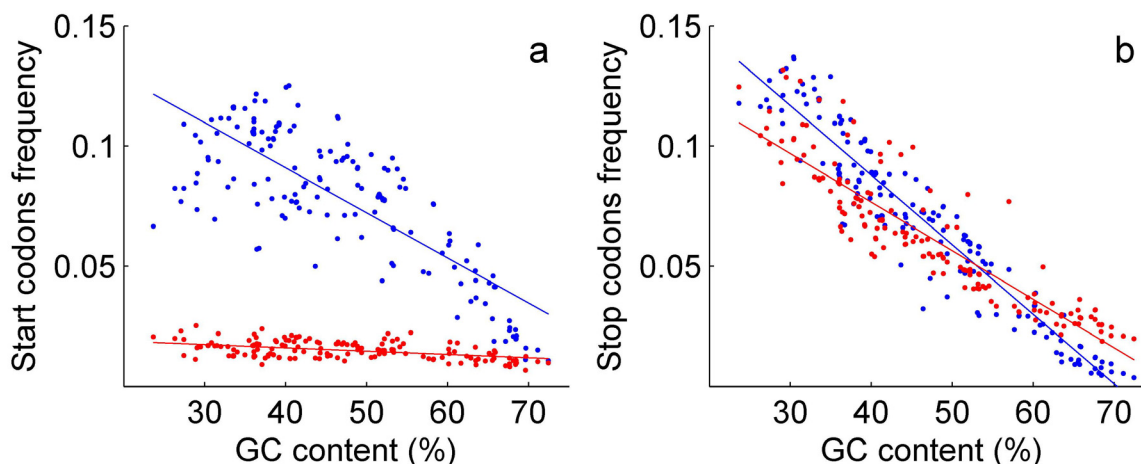 0.15
0.1
0.05
Start codons frequency
a
30 40 50 60 70
GC content (%)
0.15
0.1
0.05
Stop codons frequency
b
30 40 50 60 70
GC content (%)